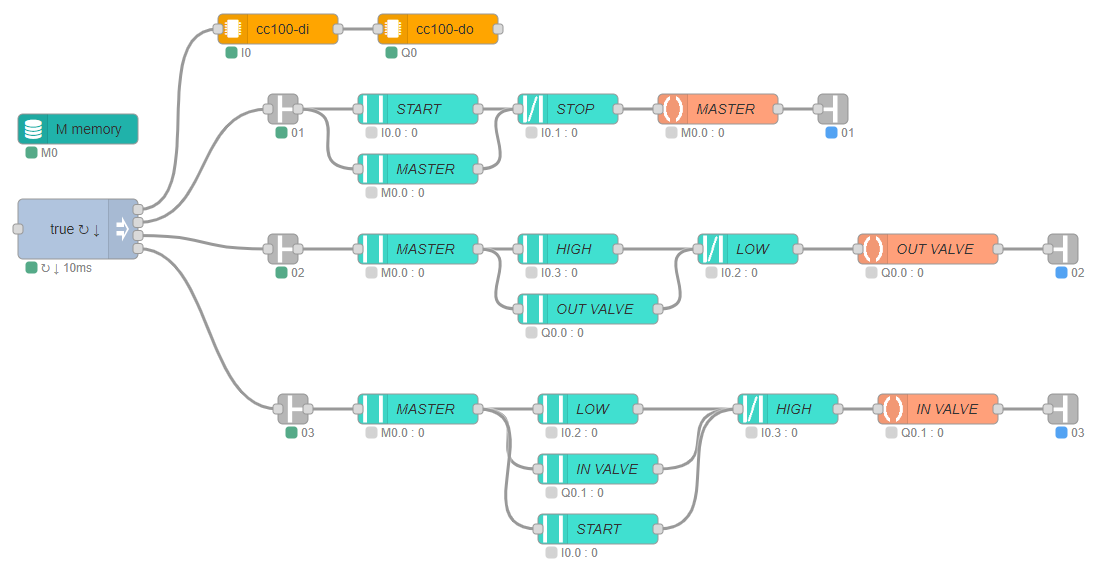 cc100-di
I0
cc100-do
Q0
M memory
M0
true ↻ ↓
↻ ↓ 10ms
01
START
I0.0 : 0
STOP
I0.1 : 0
MASTER
M0.0 : 0
01
MASTER
M0.0 : 0
02
MASTER
M0.0 : 0
HIGH
I0.3 : 0
LOW
I0.2 : 0
OUT VALVE
Q0.0 : 0
02
OUT VALVE
Q0.0 : 0
03
MASTER
M0.0 : 0
LOW
I0.2 : 0
HIGH
I0.3 : 0
IN VALVE
Q0.1 : 0
03
IN VALVE
Q0.1 : 0
START
I0.0 : 0